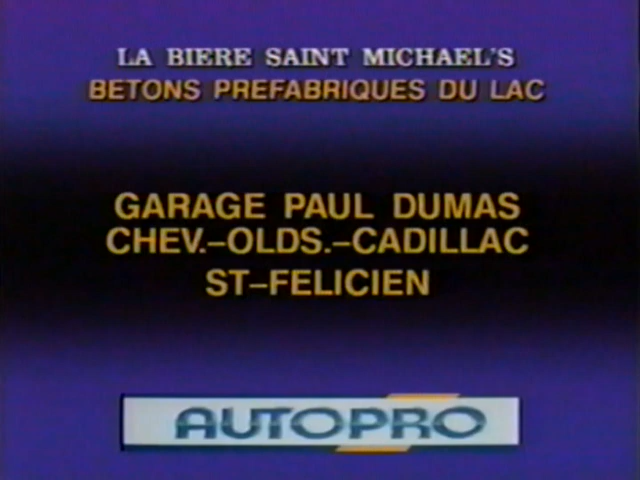 LA BIERE SAINT MICHAEL'S
BETONS PREFABRIQUES DU LAC
GARAGE PAUL DUMAS
CHEV.–OLDS.–CADILLAC
ST–FELICIEN
AUTOPRO